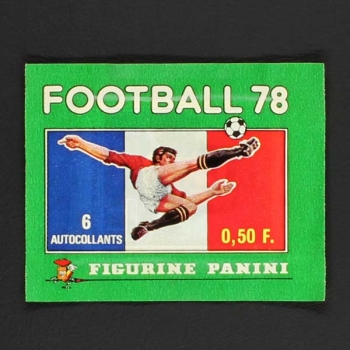 FOOTBALL 78
6
AUTOCOLLANTS
0,50 F.
FIGURINE PANINI